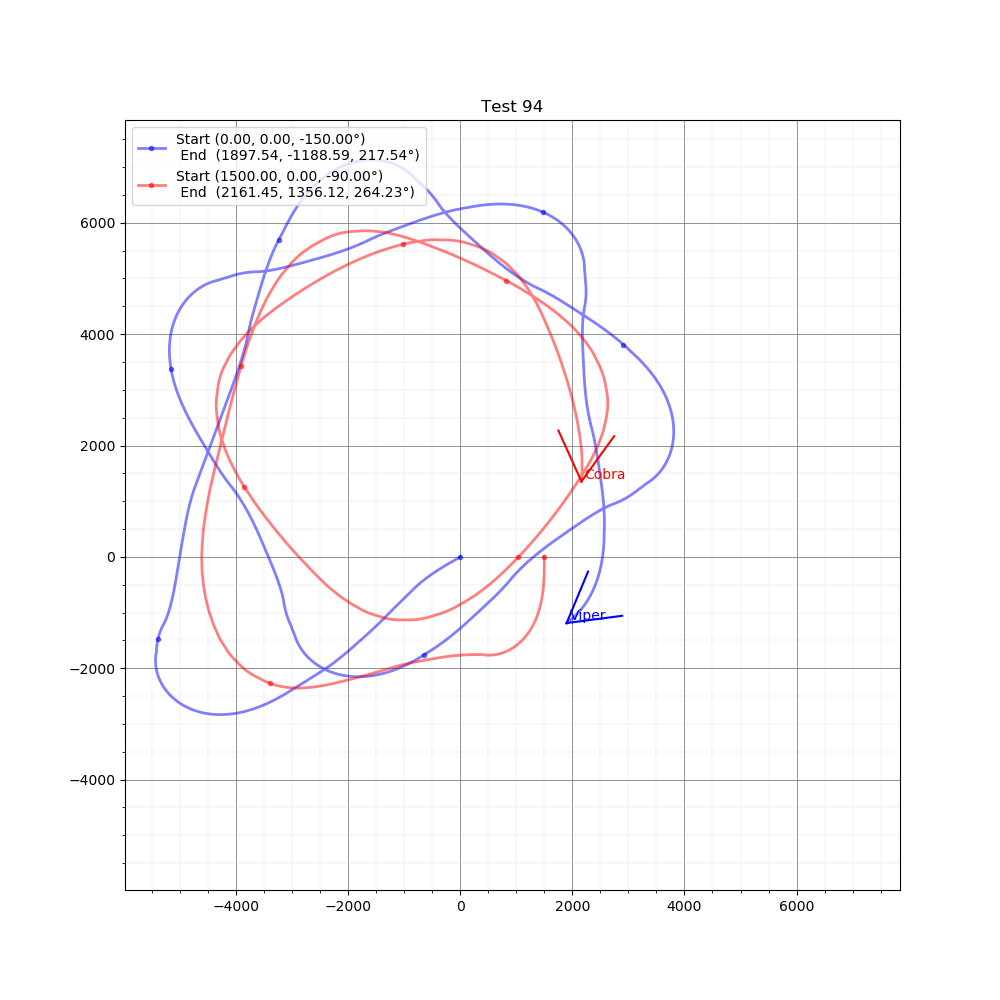 Test 94
Start (0.00, 0.00, -150.00°)
End (1897.54, -1188.59, 217.54°)
Start (1500.00, 0.00, -90.00°)
End (2161.45, 1356.12, 264.23°)
6000
4000
2000
0
−2000
−4000
Cobra
Viper
−4000 −2000 0 2000 4000 6000